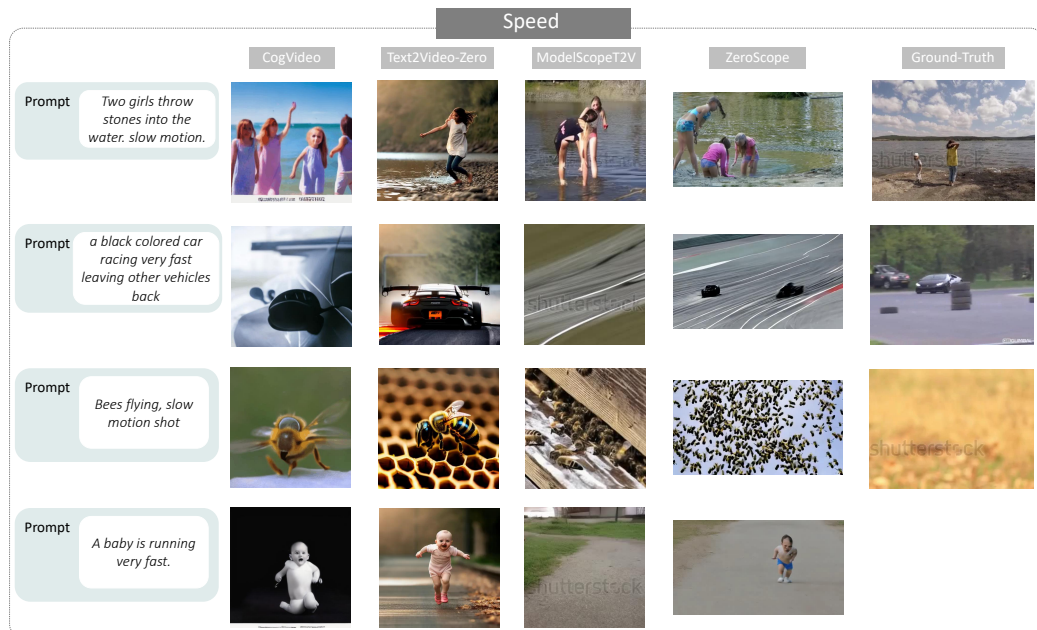 Speed
CogVideo
Text2Video-Zero
ModelScopeT2V
ZeroScope
Ground-Truth
Prompt
Two girls throw
stones into the
water. slow motion.
shutterstock
shutterstock
Prompt
a black colored car
racing very fast
leaving other vehicles
back
shutterstock
Prompt
Bees flying, slow
motion shot
shutterstock
Prompt
A baby is running
very fast.
shutterstock